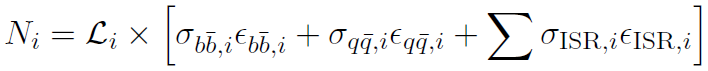 $N_i = \mathcal{L}_i \times \left[ \sigma_{b\bar{b},i} \epsilon_{b\bar{b},i} + \sigma_{q\bar{q},i} \epsilon_{q\bar{q},i} + \sum \sigma_{\mathrm{ISR},i} \epsilon_{\mathrm{ISR},i} \right]$